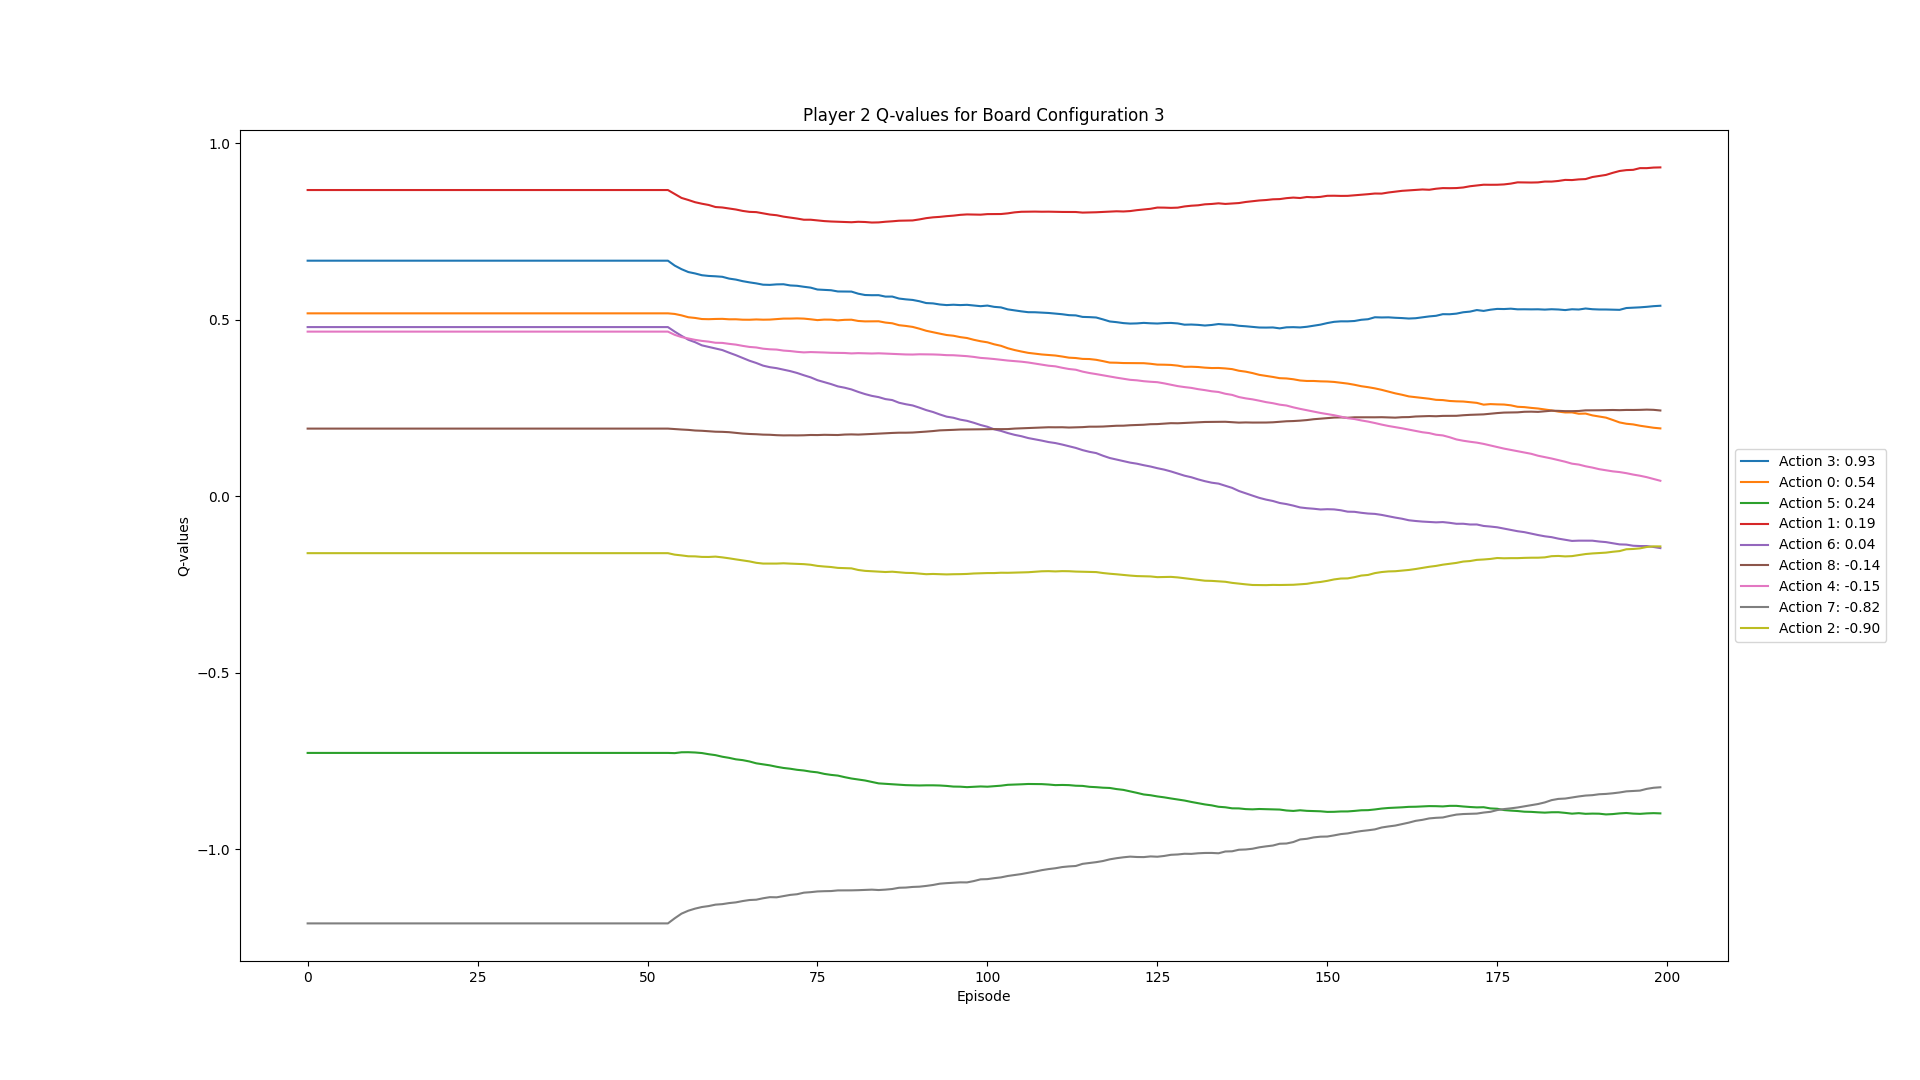 Player 2 Q-values for Board Configuration 3
1.0
0.5
0.0
−0.5
−1.0
Q-values
0 25 50 75 100 125 150 175 200
Episode
Action 3: 0.93
Action 0: 0.54
Action 5: 0.24
Action 1: 0.19
Action 6: 0.04
Action 8: -0.14
Action 4: -0.15
Action 7: -0.82
Action 2: -0.90